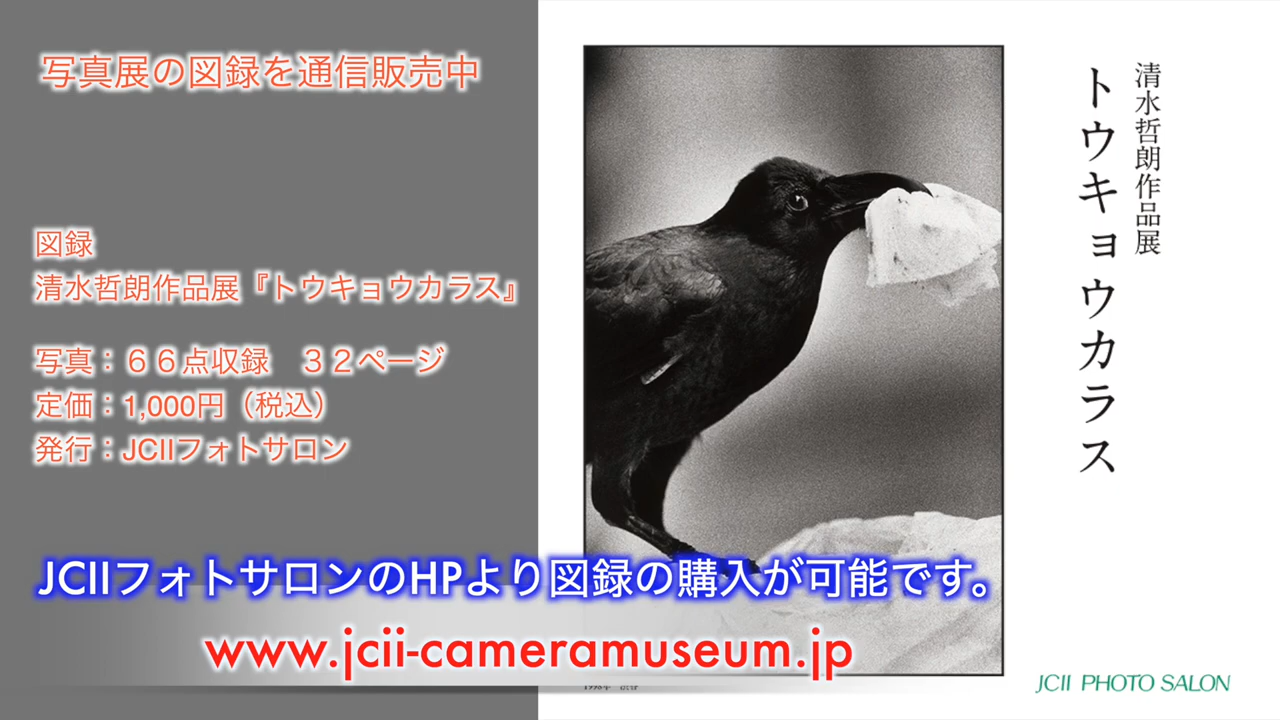 写真展の図録を通信販売中
図録
清水哲朗作品展『トウキョウカラス』
写真：６６点収録　３２ページ
定価：1,000円（税込）
発行：JCIIフォトサロン
清水哲朗作品展
トウキョウカラス
JCIIフォトサロンのHPより図録の購入が可能です。
www.jcii-cameramuseum.jp
JCII PHOTO SALON